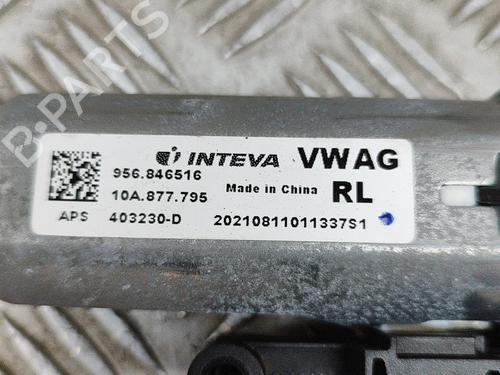 INTEVA VWAG
956.846516
10A.877.795 Made in China RL
APS 403230-D 20210811011337S1
B-PARTS